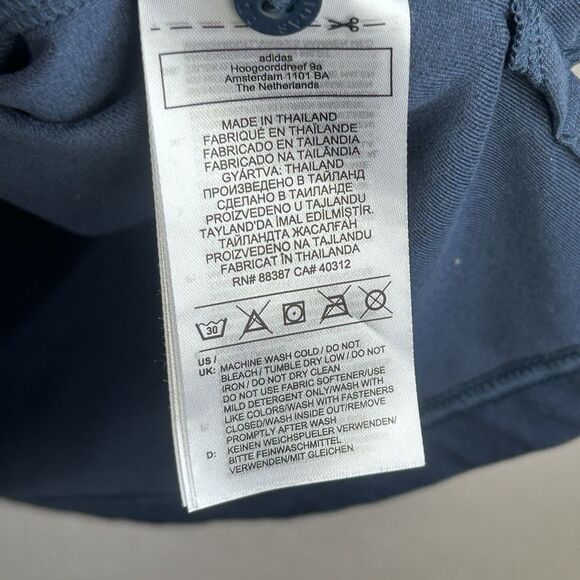 adidas
Hoogoorddreef 9a
Amsterdam 1101 BA
The Netherlands
MADE IN THAILAND
FABRIQUÉ EN THAÏLANDE
FABRICADO EN TAILANDIA
FABRICADO NA TAILÂNDIA
GYÁRTVA: THAILAND
ПРОИЗВЕДЕНО В ТАЙЛАНД
СДЕЛАНО В ТАИЛАНДЕ
PROIZVEDENO U TAJLANDU
TAYLAND'DA İMAL EDİLMİŞTİR.
ТАЙЛАНДТА ЖАСАЛҒАН
PROIZVEDENO NA TAJLANDU
FABRICAT ÎN THAILANDA
RN# 88387 CA# 40312
30
US /
UK: MACHINE WASH COLD / DO NOT
BLEACH / TUMBLE DRY LOW / DO NOT
IRON / DO NOT DRY CLEAN
DO NOT USE FABRIC SOFTENER/USE
MILD DETERGENT ONLY/WASH WITH
LIKE COLORS/WASH WITH FASTENERS
CLOSED/WASH INSIDE OUT/REMOVE
PROMPTLY AFTER WASH
D: KEINEN WEICHSPUELER VERWENDEN/
BITTE FEINWASCHMITTEL
VERWENDEN/MIT GLEICHEN